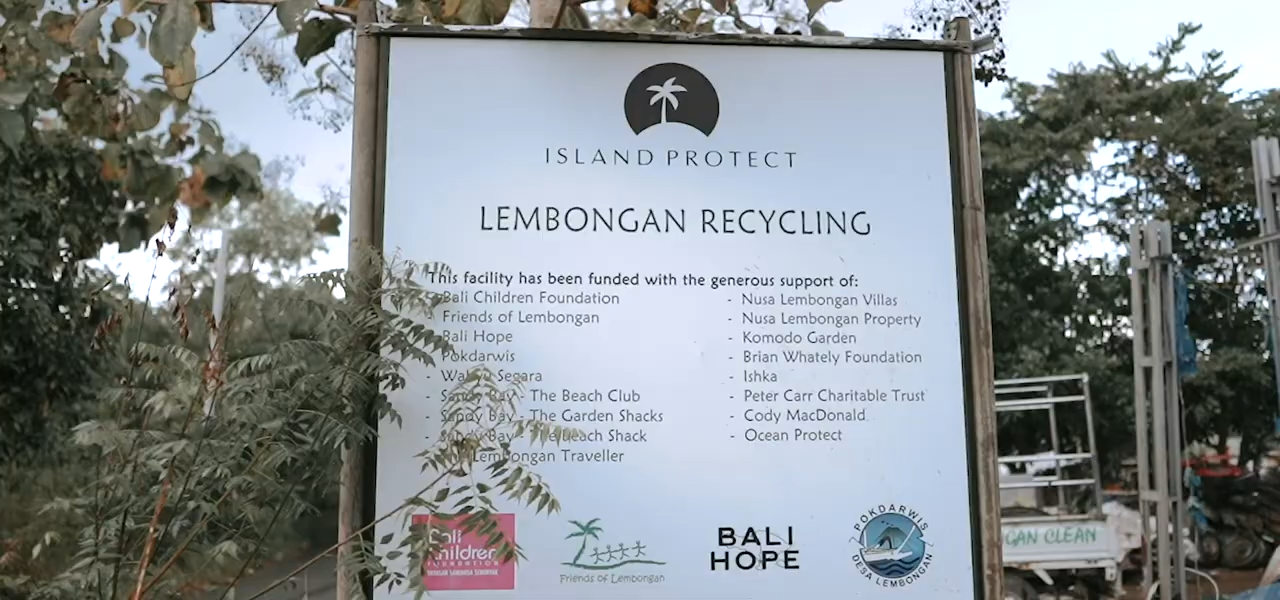 ISLAND PROTECT
LEMBONGAN RECYCLING
This facility has been funded with the generous support of:
Bali Children Foundation
Friends of Lembongan
Bali Hope
Pokdarwis
- Wahyu Segara
- Sandy Bay - The Beach Club
- Sandy Bay - The Garden Shacks
- Sandy Bay - The Beach Shack
Lembongan Traveller
- Nusa Lembongan Villas
- Nusa Lembongan Property
- Komodo Garden
- Brian Whately Foundation
- Ishka
- Peter Carr Charitable Trust
- Cody MacDonald
- Ocean Protect
Bali
Children
FOUNDATION
Friends of Lembongan
BALI
HOPE
POKDARWIS
DESA LEMBONGAN
GAN CLEAN